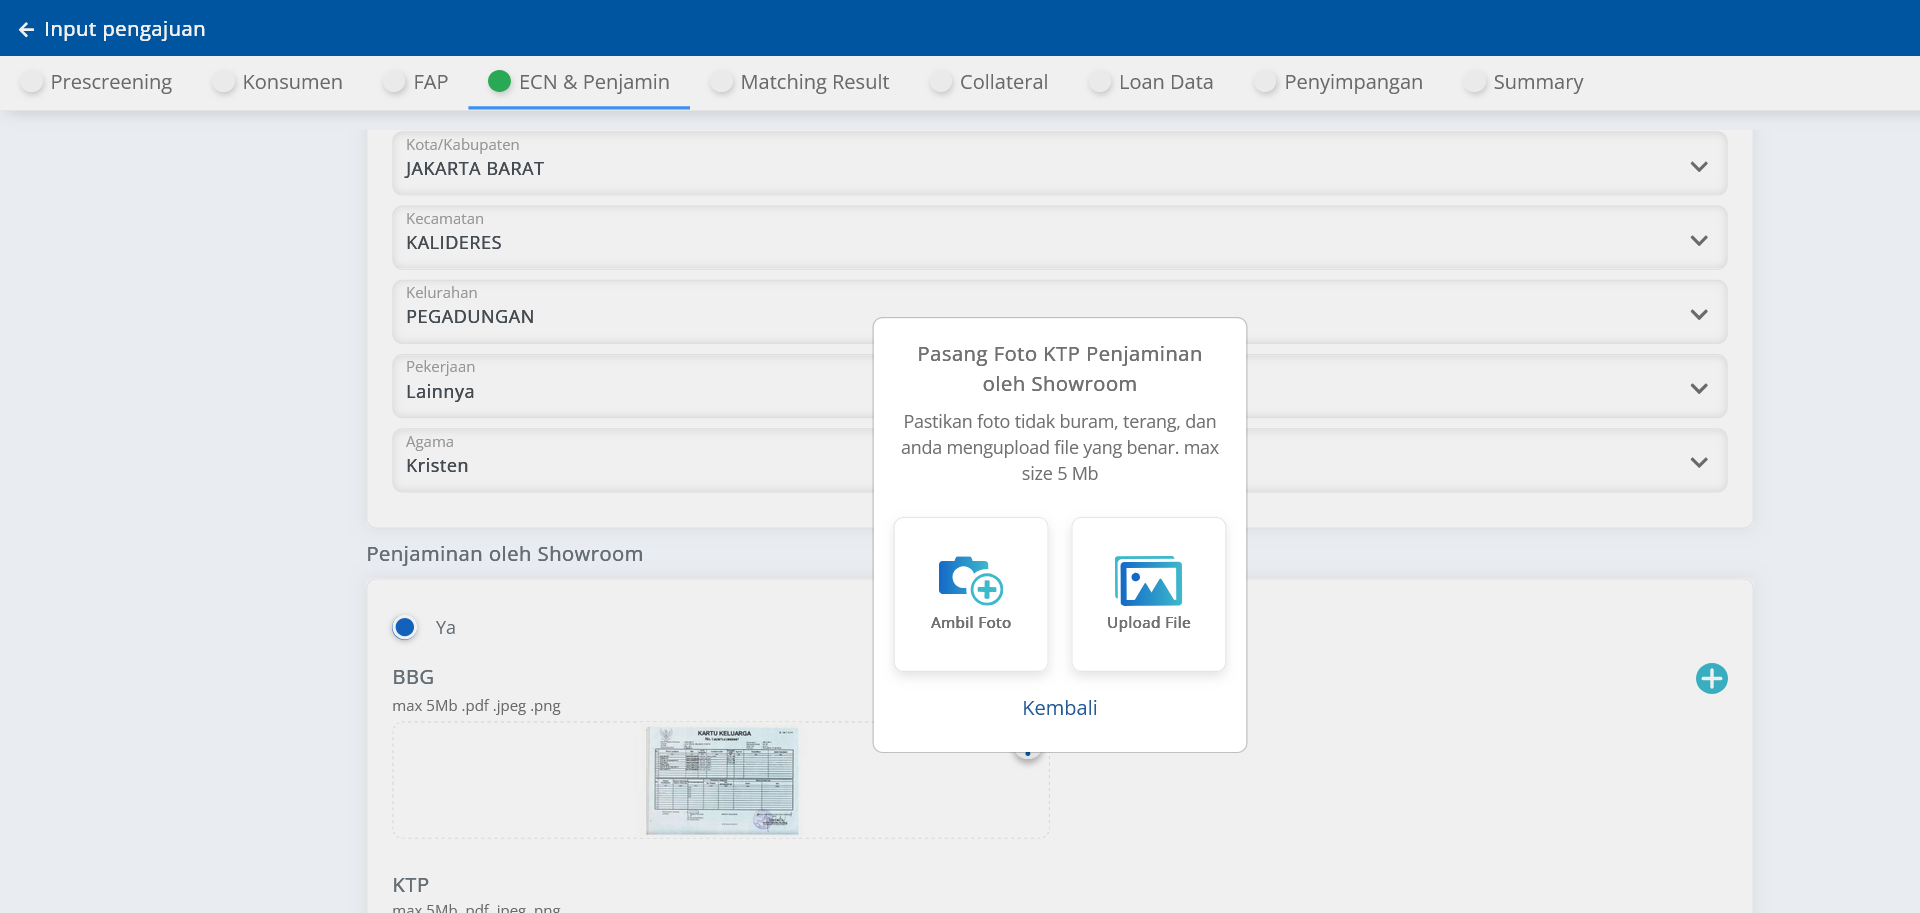 Input pengajuan
Prescreening
Konsumen
FAP
ECN & Penjamin
Matching Result
Collateral
Loan Data
Penyimpangan
Summary
Kota/Kabupaten
JAKARTA BARAT
Kecamatan
KALIDERES
Kelurahan
PEGADUNGAN
Pekerjaan
Lainnya
Agama
Kristen
Pasang Foto KTP Penjaminan
oleh Showroom
Pastikan foto tidak buram, terang, dan
anda mengupload file yang benar. max
size 5 Mb
Ambil Foto
Upload File
Kembali
Penjaminan oleh Showroom
Ya
BBG
max 5Mb .pdf .jpeg .png
KARTU KELUARGA
KTP
max 5Mb .pdf .jpeg .png